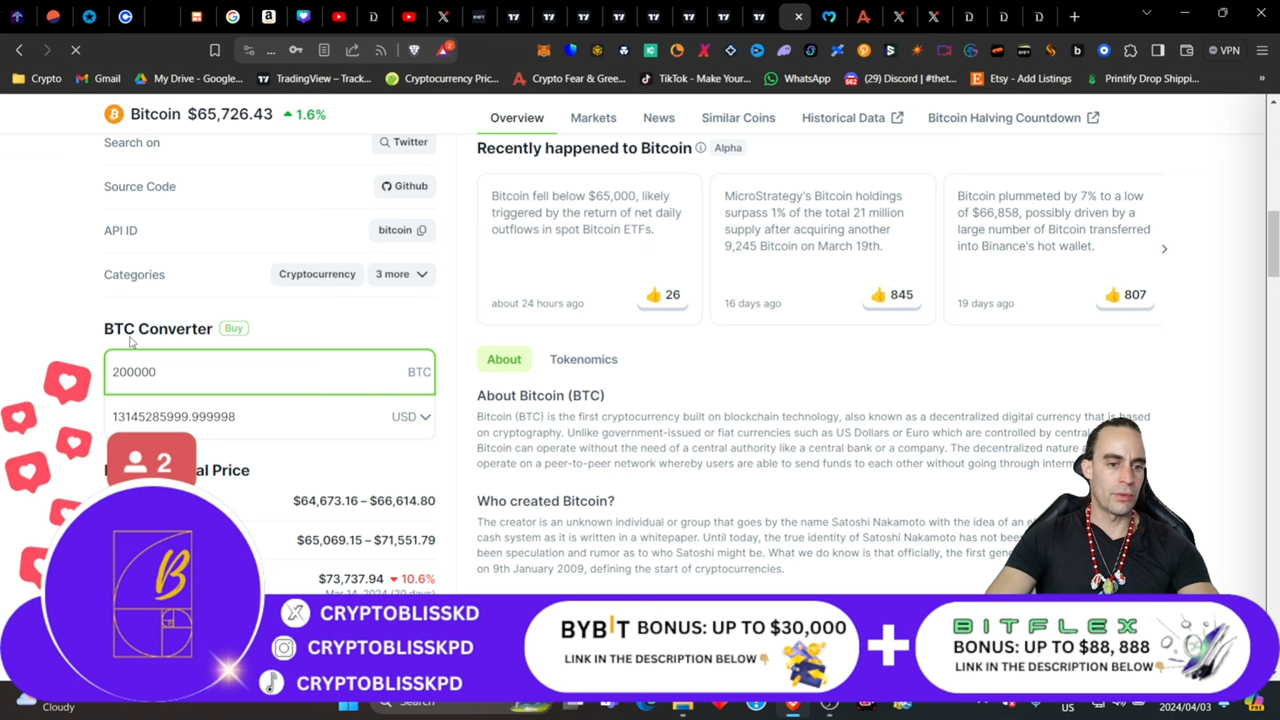 VPN
Crypto
Gmail
My Drive - Google...
TradingView – Track...
Cryptocurrency Pric...
Crypto Fear & Gree...
TikTok - Make Your...
WhatsApp
(29) Discord | #thet...
Etsy - Add Listings
Printify Drop Shippi...
Bitcoin $65,726.43 ▲ 1.6%
Overview
Markets
News
Similar Coins
Historical Data
Bitcoin Halving Countdown
Search on
Twitter
Source Code
Github
API ID
bitcoin
Categories
Cryptocurrency
3 more
BTC Converter
Buy
200000
BTC
13145285999.999998
USD
2
al Price
$64,673.16 – $66,614.80
$65,069.15 – $71,551.79
$73,737.94 ▼ 10.6%
Mar 14, 2024 (20 days)
Recently happened to Bitcoin
Alpha
Bitcoin fell below $65,000, likely
triggered by the return of net daily
outflows in spot Bitcoin ETFs.
about 24 hours ago
26
MicroStrategy's Bitcoin holdings
surpass 1% of the total 21 million
supply after acquiring another
9,245 Bitcoin on March 19th.
16 days ago
845
Bitcoin plummeted by 7% to a low
of $66,858, possibly driven by a
large number of Bitcoin transferred
into Binance's hot wallet.
19 days ago
807
About
Tokenomics
About Bitcoin (BTC)
Bitcoin (BTC) is the first cryptocurrency built on blockchain technology, also known as a decentralized digital currency that is based
on cryptography. Unlike government-issued or fiat currencies such as US Dollars or Euro which are controlled by central
Bitcoin can operate without the need of a central authority like a central bank or a company. The decentralized nature
operate on a peer-to-peer network whereby users are able to send funds to each other without going through interm
Who created Bitcoin?
The creator is an unknown individual or group that goes by the name Satoshi Nakamoto with the idea of an
cash system as it is written in a whitepaper. Until today, the true identity of Satoshi Nakamoto has not
been speculation and rumor as to who Satoshi might be. What we do know is that officially, the first
on 9th January 2009, defining the start of cryptocurrencies.
B
CRYPTOBLISSKD
CRYPTOBLISSKPD
CRYPTOBLISSKPD
BYBIT BONUS: UP TO $30,000
LINK IN THE DESCRIPTION BELOW
+
BITFLEX
BONUS: UP TO $88, 888
LINK IN THE DESCRIPTION BELOW
Cloudy
Search
US
2024/04/03